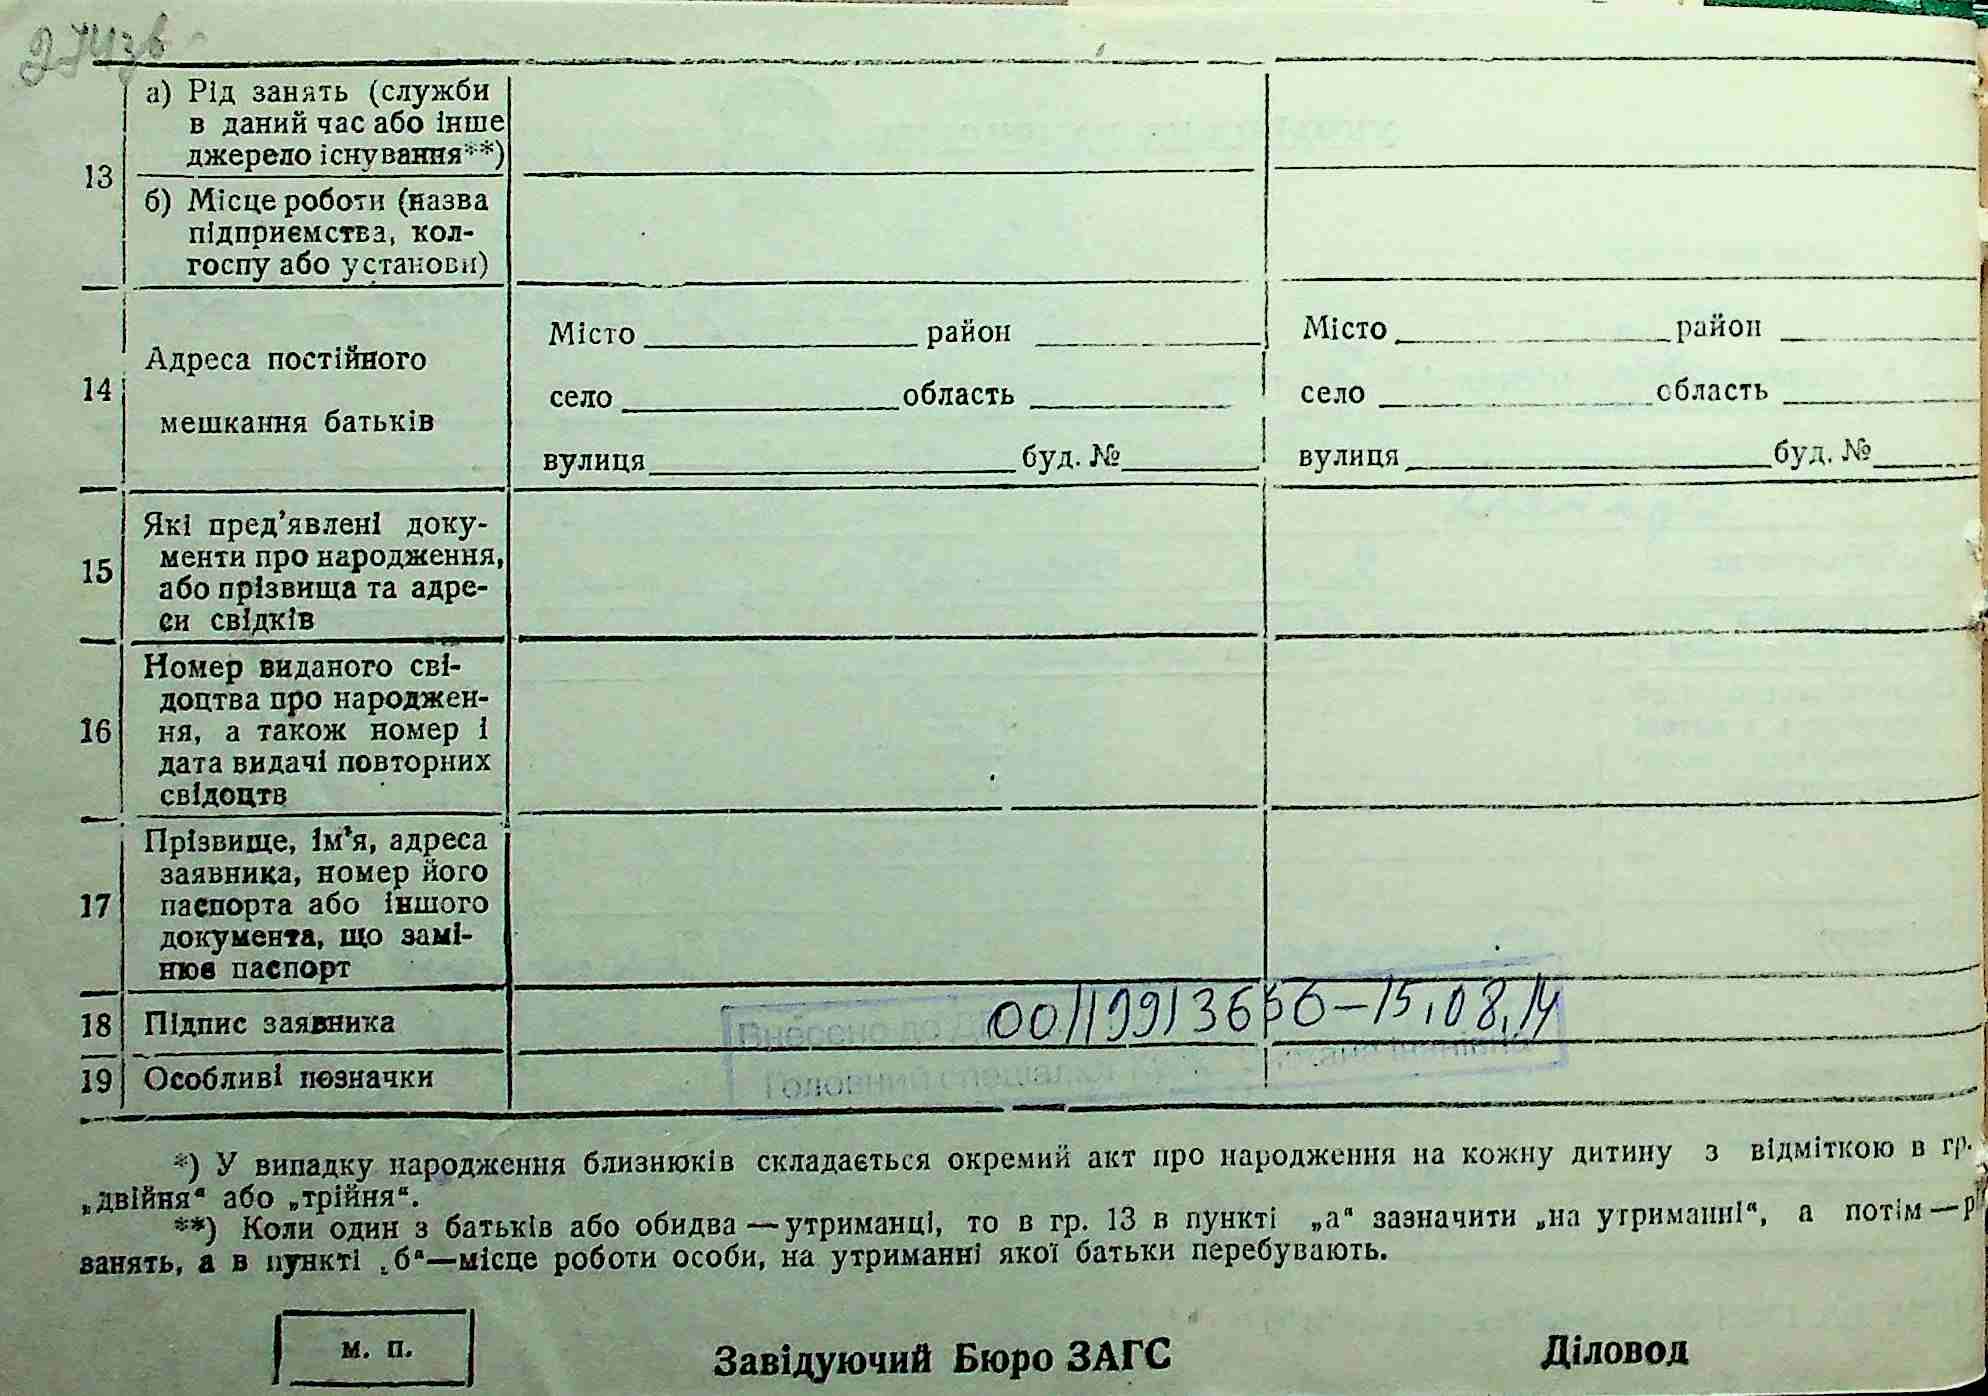 274зв
а) Рід занять (служби
в даний час або інше
джерело існування**)
13
б) Місце роботи (назва
підприємства, кол-
госпу або установи)
Місто район Місто район
Адреса постійного
14
село область село область
мешкання батьків
вулиця буд. № вулиця буд. №
Які пред'явлені доку-
менти про народження,
15
або прізвища та адре-
си свідків
Номер виданого сві-
доцтва про народжен-
16 ня, а також номер і
дата видачі повторних
свідоцтв
Прізвище, ім'я, адреса
заявника, номер його
17 паспорта або іншого
документа, що замі-
нює паспорт
18 Підпис заявника 00119913656-15.08.14
Внесено до
Головний спеціаліст
19 Особливі позначки
*) У випадку народження близнюків складається окремий акт про народження на кожну дитину з відміткою в гр.
„двійня“ або „трійня“.
**) Коли один з батьків або обидва — утриманці, то в гр. 13 в пункті „а“ зазначити „на утриманні“, а потім —
занять, а в пункті „б“—місце роботи особи, на утриманні якої батьки перебувають.
м. п.
Завідуючий Бюро ЗАГС Діловод